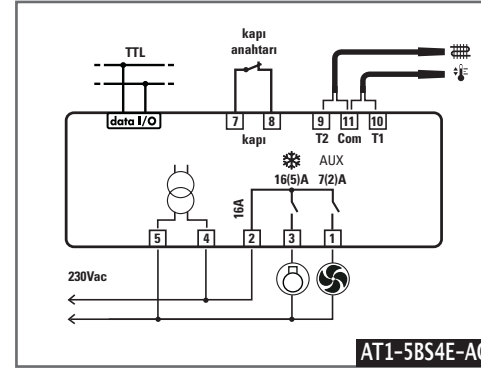 kapı
anahtarı
TTL
data I/O
7 8 9 11 10
kapı T2 Com T1
AUX
16(5)A 7(2)A
16A
5 4 2 3 1
230Vac
AT1-5BS4E-AG